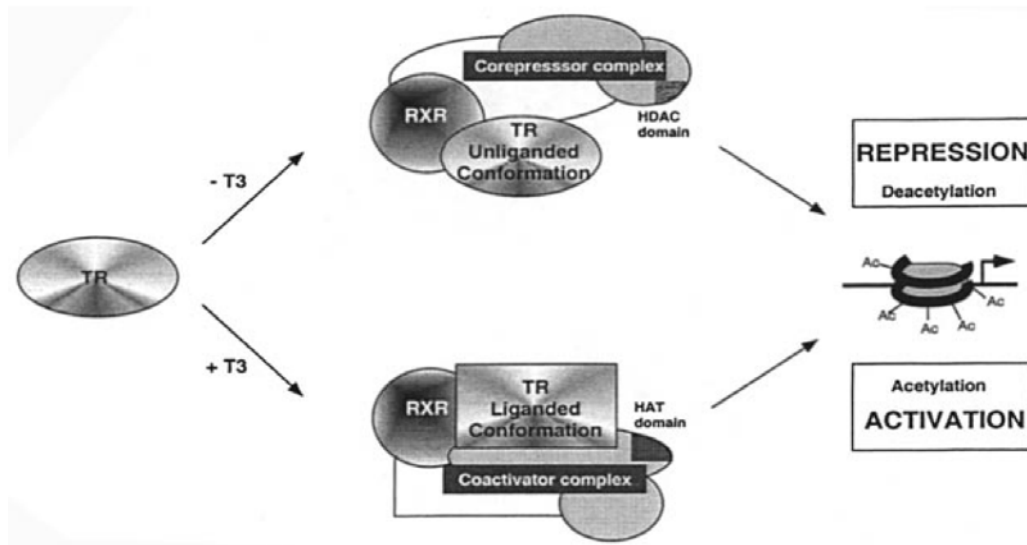 Corepresssor complex
RXR
HDAC
domain
TR
Unliganded
Conformation
REPRESSION
Deacetylation
- T3
TR
Ac
Ac
Ac
Ac
Ac
+ T3
RXR
TR
Liganded
Conformation
HAT
domain
Coactivator complex
Acetylation
ACTIVATION